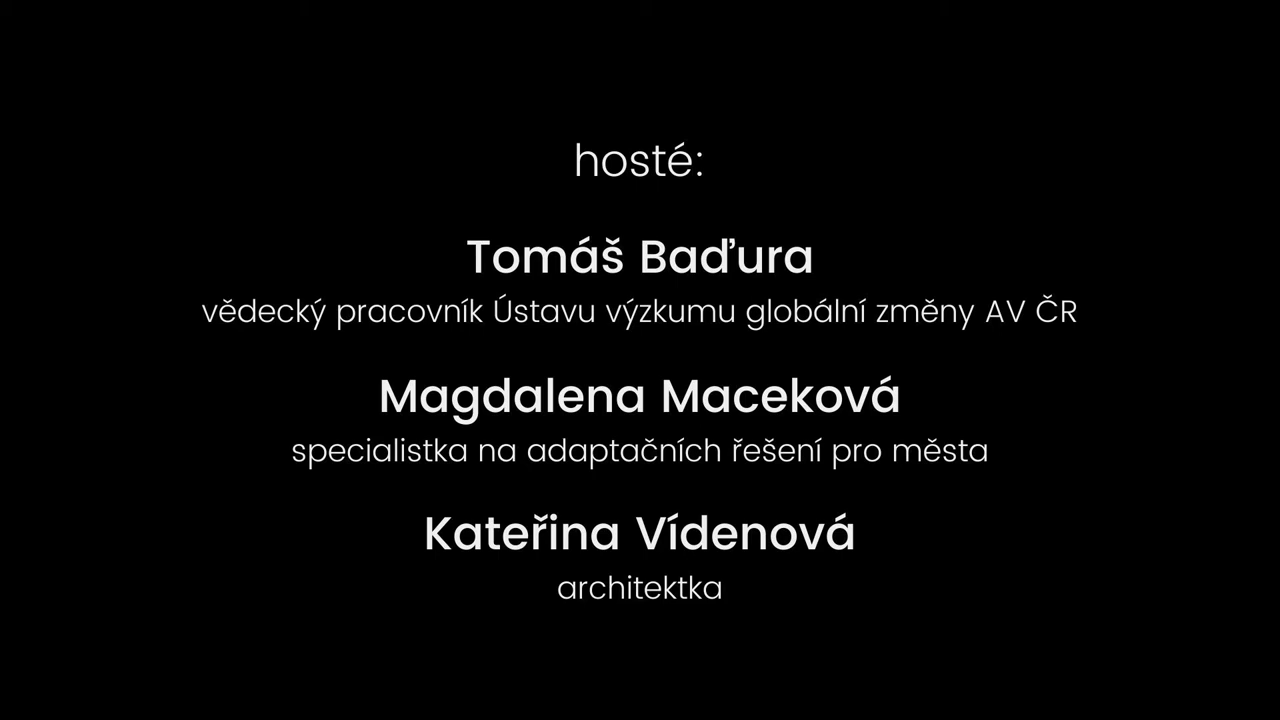 hosté:
Tomáš Baďura
vědecký pracovník Ústavu výzkumu globální změny AV ČR
Magdalena Maceková
specialistka na adaptačních řešení pro města
Kateřina Vídenová
architektka